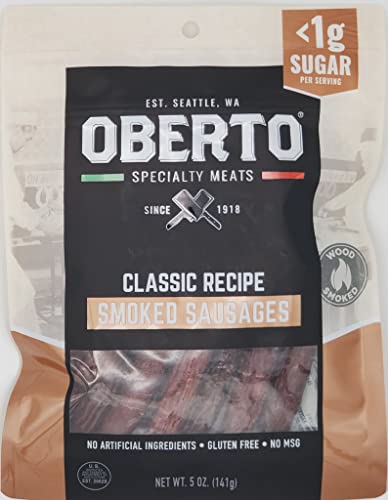 <1g
SUGAR
PER SERVING
EST. SEATTLE, WA
OBERTO®
SPECIALTY MEATS
SINCE 1918
CLASSIC RECIPE
SMOKED SAUSAGES
WOOD
SMOKED
NO ARTIFICIAL INGREDIENTS • GLUTEN FREE • NO MSG
NET WT. 5 OZ. (141g)
U.S.